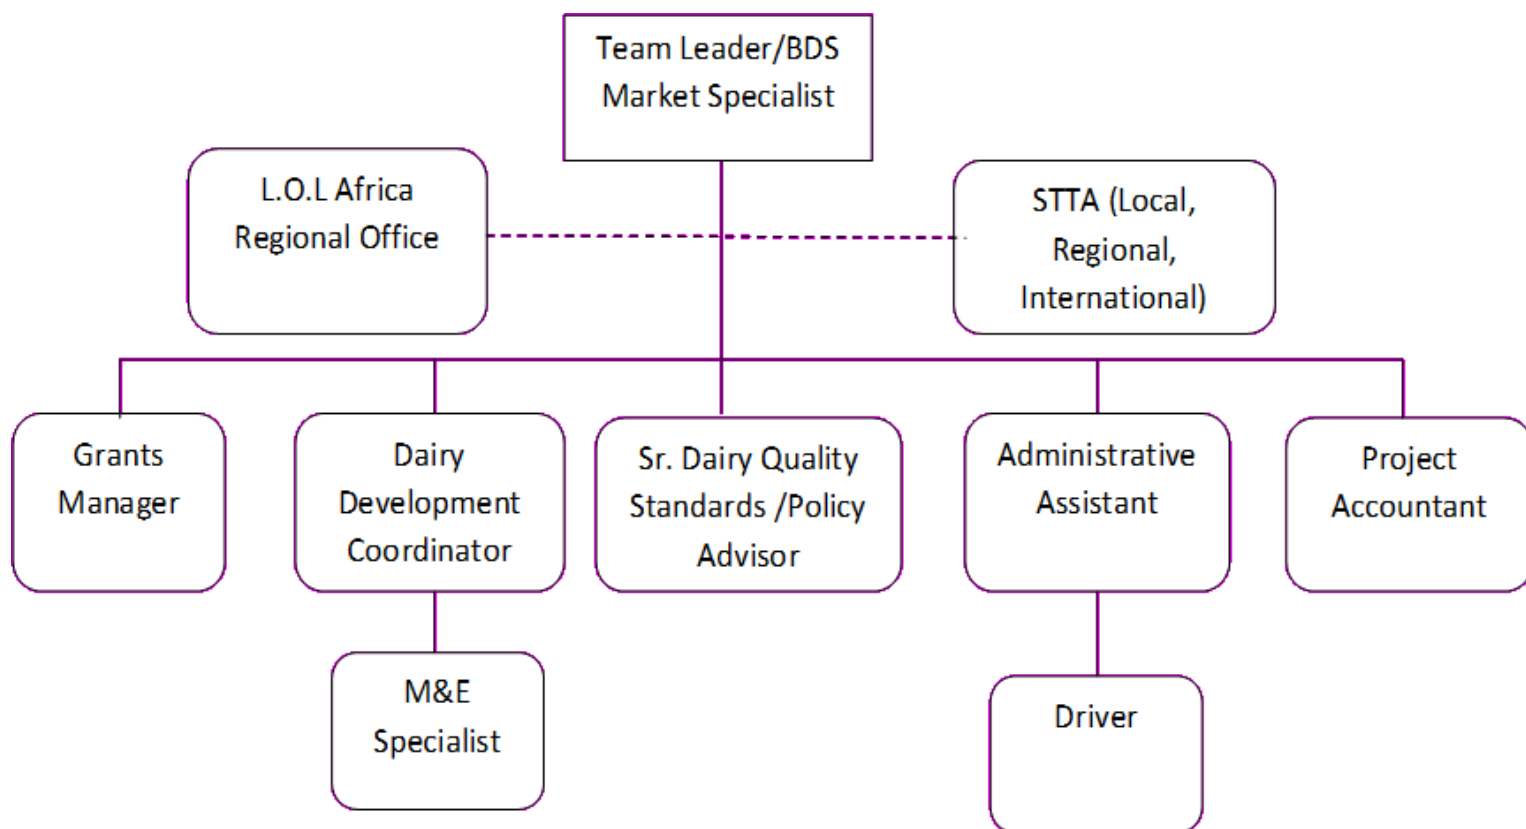 Team Leader/BDS
Market Specialist
L.O.L Africa
Regional Office
STTA (Local,
Regional,
International)
Grants
Manager
Dairy
Development
Coordinator
Sr. Dairy Quality
Standards /Policy
Advisor
Administrative
Assistant
Project
Accountant
M&E
Specialist
Driver